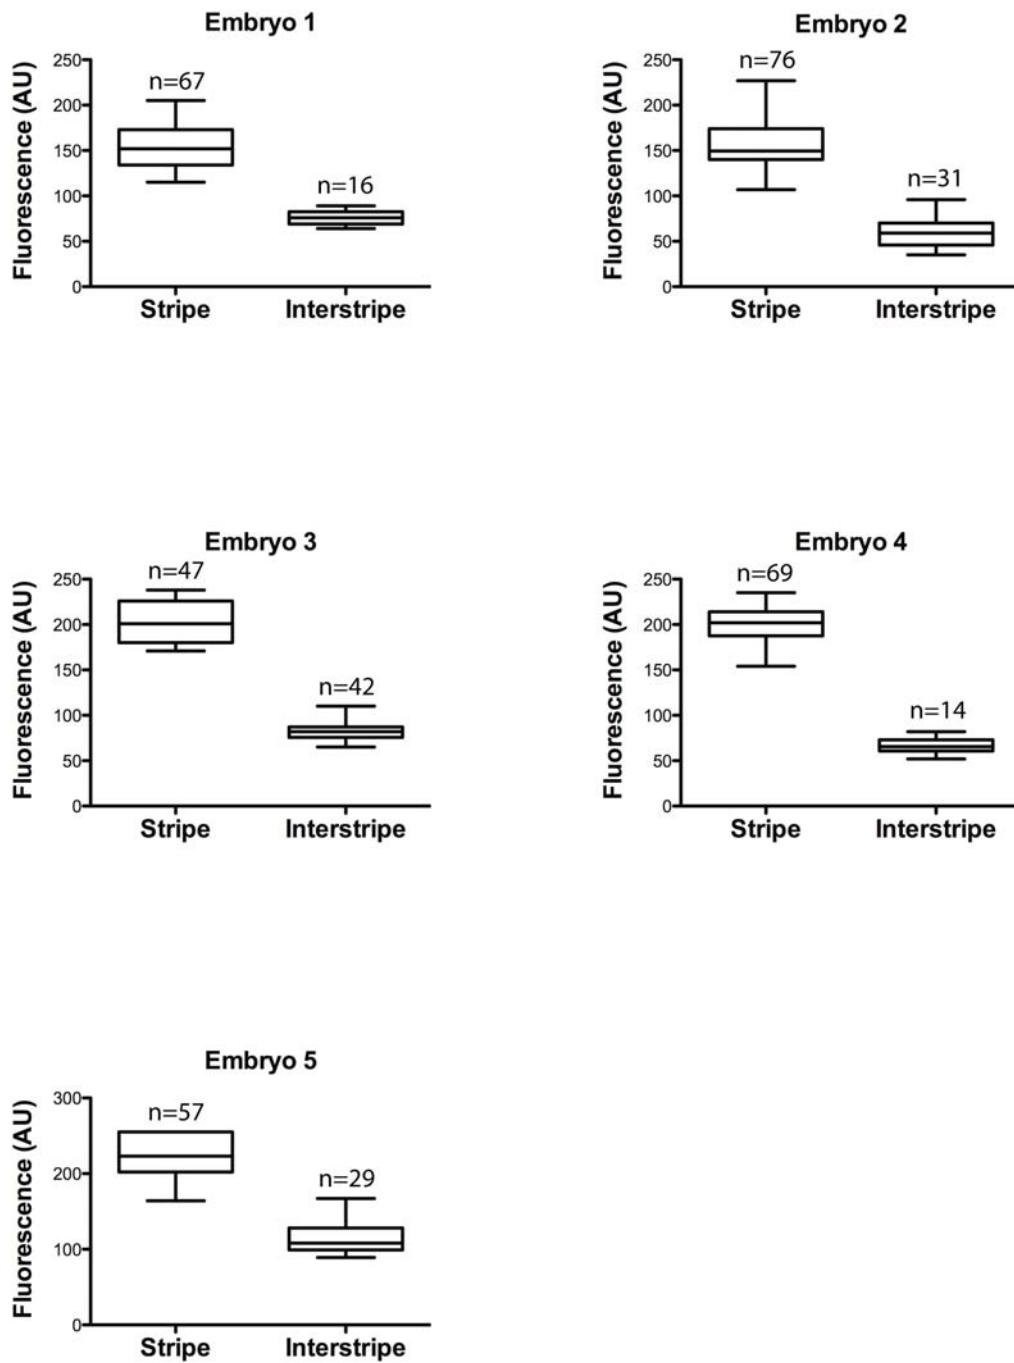 Embryo 1
Fluorescence (AU)
250
200
150
100
50
0
n=67
n=16
Stripe
Interstripe
Embryo 2
Fluorescence (AU)
250
200
150
100
50
0
n=76
n=31
Stripe
Interstripe
Embryo 3
Fluorescence (AU)
250
200
150
100
50
0
n=47
n=42
Stripe
Interstripe
Embryo 4
Fluorescence (AU)
250
200
150
100
50
0
n=69
n=14
Stripe
Interstripe
Embryo 5
Fluorescence (AU)
300
200
100
0
n=57
n=29
Stripe
Interstripe